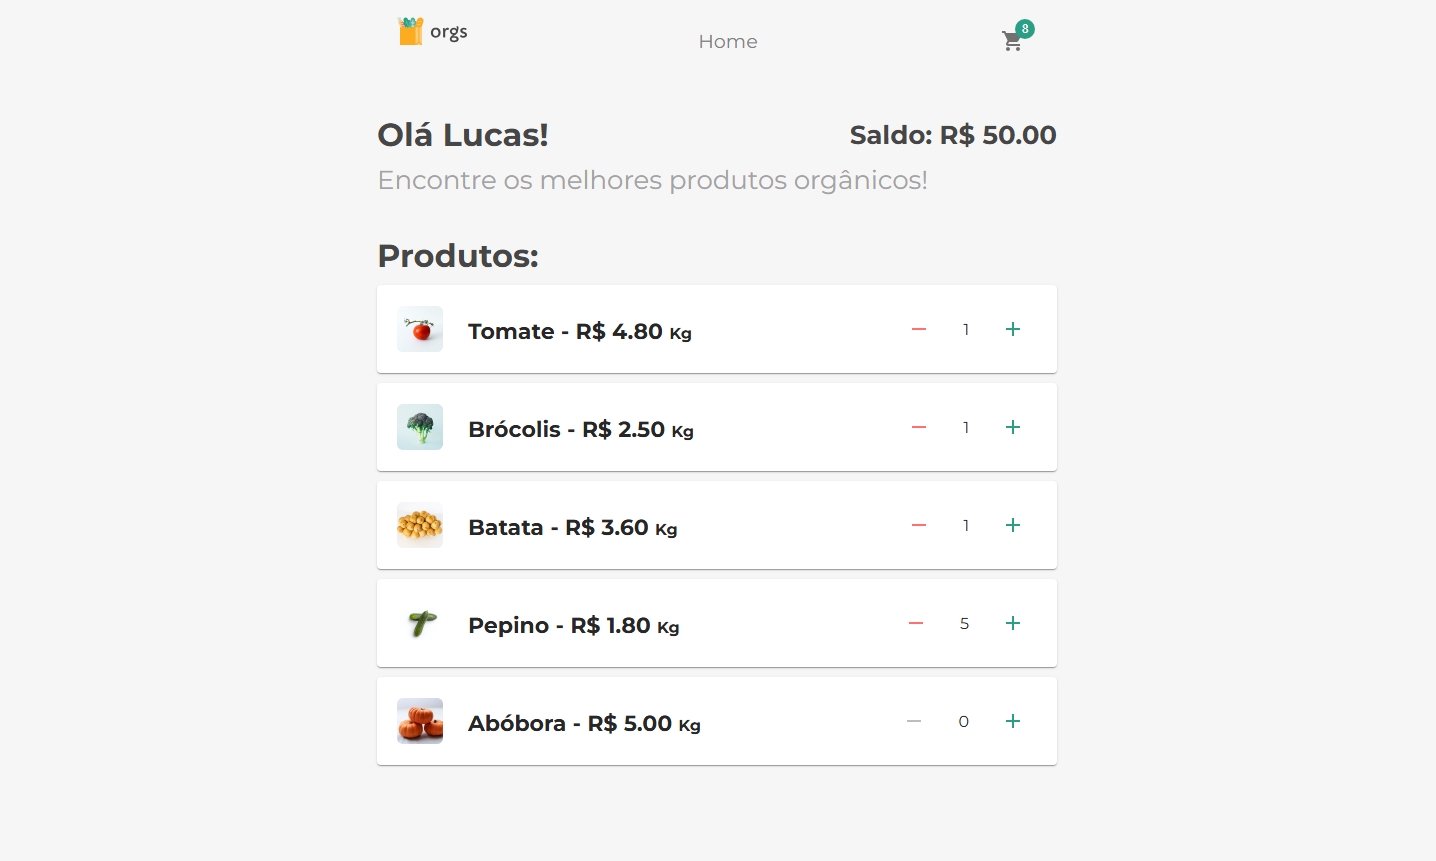 orgs
Home
8
Olá Lucas!
Saldo: R$ 50.00
Encontre os melhores produtos orgânicos!
Produtos:
Tomate - R$ 4.80 Kg
1
Brócolis - R$ 2.50 Kg
1
Batata - R$ 3.60 Kg
1
Pepino - R$ 1.80 Kg
5
Abóbora - R$ 5.00 Kg
0